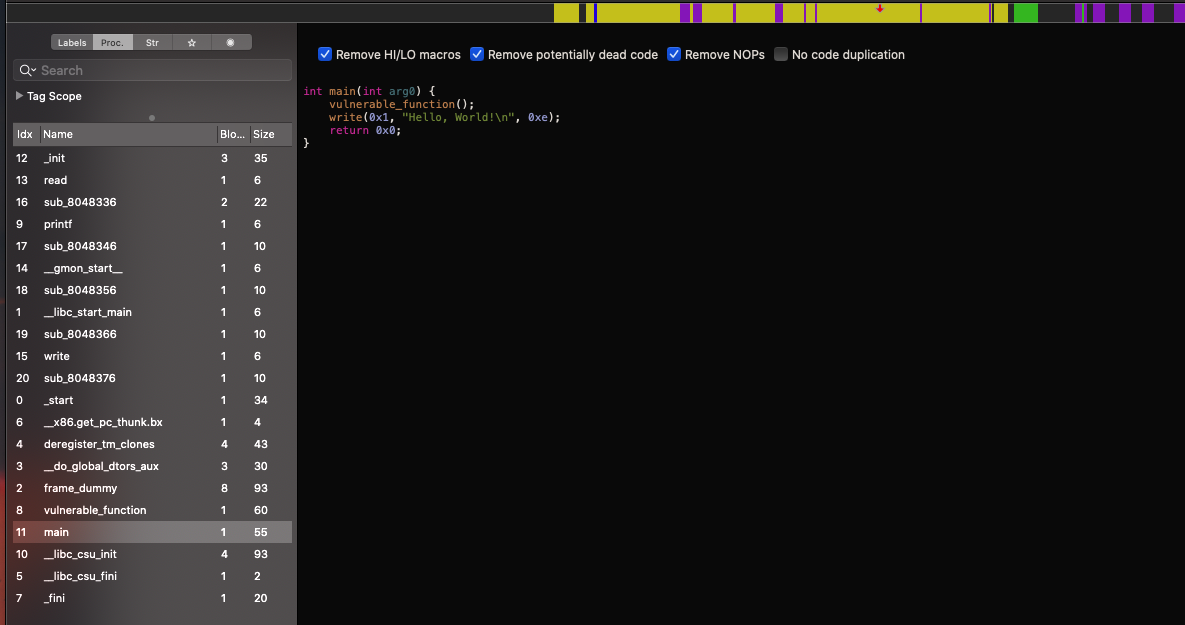 Labels Proc. Str
Search
Tag Scope
Idx Name Blo... Size
12 _init 3 35
13 read 1 6
16 sub_8048336 2 22
9 printf 1 6
17 sub_8048346 1 10
14 __gmon_start__ 1 6
18 sub_8048356 1 10
1 __libc_start_main 1 6
19 sub_8048366 1 10
15 write 1 6
20 sub_8048376 1 10
0 _start 1 34
6 __x86.get_pc_thunk.bx 1 4
4 deregister_tm_clones 4 43
3 __do_global_dtors_aux 3 30
2 frame_dummy 8 93
8 vulnerable_function 1 60
11 main 1 55
10 __libc_csu_init 4 93
5 __libc_csu_fini 1 2
7 _fini 1 20
Remove HI/LO macros Remove potentially dead code Remove NOPs No code duplication
int main(int arg0) {
    vulnerable_function();
    write(0x1, "Hello, World!\n", 0xe);
    return 0x0;
}